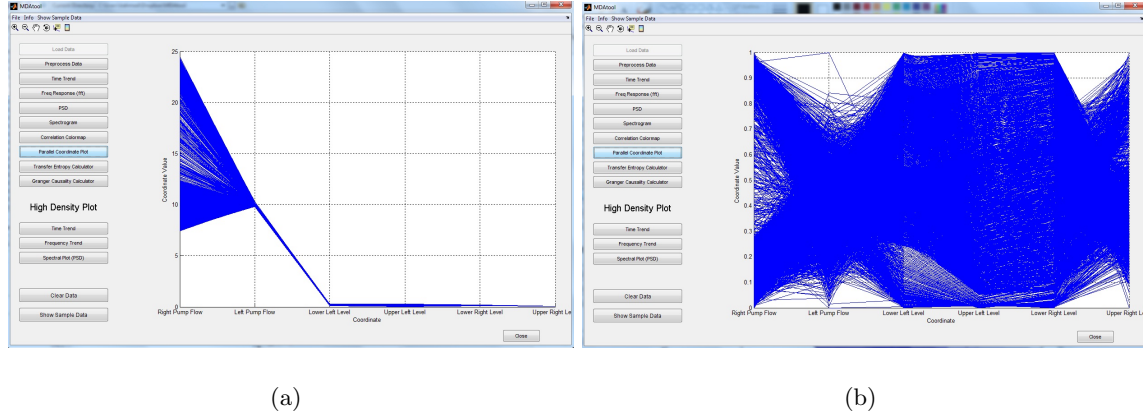 MDAtool
File Info Show Sample Data
Load Data
Preprocess Data
Time Trend
Freq Response (fft)
PSD
Spectrogram
Correlation Colormap
Parallel Coordinate Plot
Transfer Entropy Calculator
Granger Causality Calculator
High Density Plot
Time Trend
Frequency Trend
Spectral Plot (PSD)
Clear Data
Show Sample Data
25
20
15
10
5
0
Coordinate Value
Right Pump Flow Left Pump Flow Lower Left Level Upper Left Level Lower Right Level Upper Right Le
Coordinate
Close
(a)
MDAtool
File Info Show Sample Data
Load Data
Preprocess Data
Time Trend
Freq Response (fft)
PSD
Spectrogram
Correlation Colormap
Parallel Coordinate Plot
Transfer Entropy Calculator
Granger Causality Calculator
High Density Plot
Time Trend
Frequency Trend
Spectral Plot (PSD)
Clear Data
Show Sample Data
1
0.9
0.8
0.7
0.6
0.5
0.4
0.3
0.2
0.1
0
Coordinate Value
Right Pump Flow Left Pump Flow Lower Left Level Upper Left Level Lower Right Level Upper Right Le
Coordinate
Close
(b)